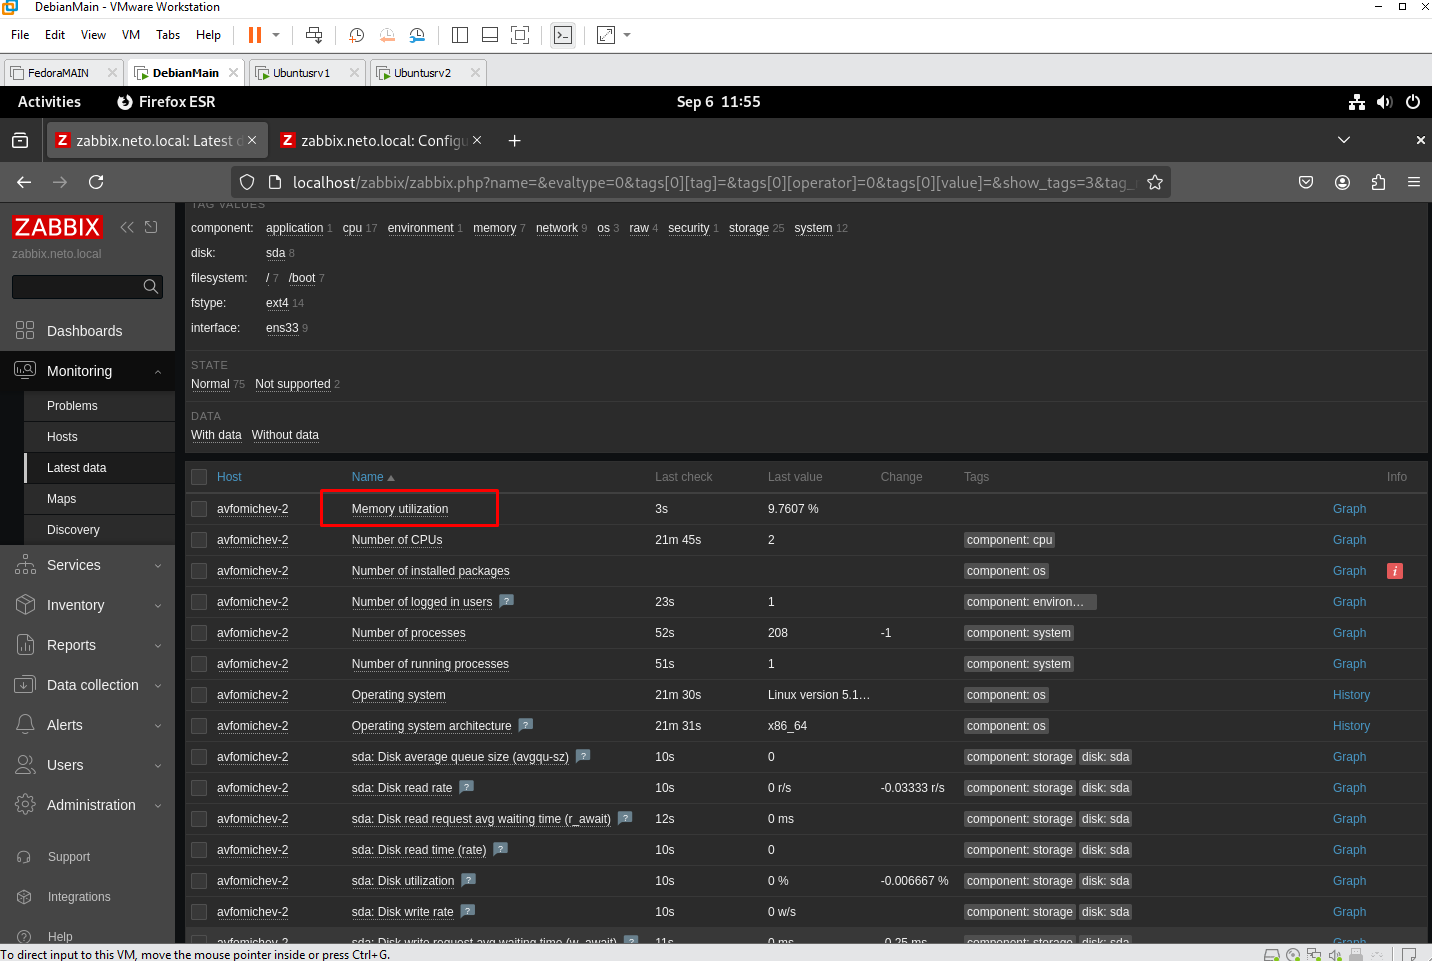 DebianMain - VMware Workstation
File Edit View VM Tabs Help
FedoraMAIN DebianMain Ubuntusrv1 Ubuntusrv2
Activities Firefox ESR Sep 6 11:55
Z zabbix.neto.local: Latest d Z zabbix.neto.local: Configu
localhost/zabbix/zabbix.php?name=&evaltype=0&tags[0][tag]=&tags[0][operator]=0&tags[0][value]=&show_tags=3&tag_
ZABBIX
zabbix.neto.local
Dashboards
Monitoring
Problems
Hosts
Latest data
Maps
Discovery
Services
Inventory
Reports
Data collection
Alerts
Users
Administration
Support
Integrations
Help
TAG VALUES
component: application 1 cpu 17 environment 1 memory 7 network 9 os 3 raw 4 security 1 storage 25 system 12
disk: sda 8
filesystem: / 7 /boot 7
fstype: ext4 14
interface: ens33 9
STATE
Normal 75 Not supported 2
DATA
With data Without data
Host Name Last check Last value Change Tags Info
avfomichev-2 Memory utilization 3s 9.7607 % Graph
avfomichev-2 Number of CPUs 21m 45s 2 component: cpu Graph
avfomichev-2 Number of installed packages component: os Graph i
avfomichev-2 Number of logged in users ? 23s 1 component: environ… Graph
avfomichev-2 Number of processes 52s 208 -1 component: system Graph
avfomichev-2 Number of running processes 51s 1 component: system Graph
avfomichev-2 Operating system 21m 30s Linux version 5.1… component: os History
avfomichev-2 Operating system architecture ? 21m 31s x86_64 component: os History
avfomichev-2 sda: Disk average queue size (avgqu-sz) ? 10s 0 component: storage disk: sda Graph
avfomichev-2 sda: Disk read rate ? 10s 0 r/s -0.03333 r/s component: storage disk: sda Graph
avfomichev-2 sda: Disk read request avg waiting time (r_await) ? 12s 0 ms component: storage disk: sda Graph
avfomichev-2 sda: Disk read time (rate) ? 10s 0 component: storage disk: sda Graph
avfomichev-2 sda: Disk utilization ? 10s 0 % -0.006667 % component: storage disk: sda Graph
avfomichev-2 sda: Disk write rate ? 10s 0 w/s component: storage disk: sda Graph
avfomichev-2 sda: Disk write request avg waiting time (w_await) ? 11s 0 ms -0.25 ms component: storage disk: sda Graph
To direct input to this VM, move the mouse pointer inside or press Ctrl+G.